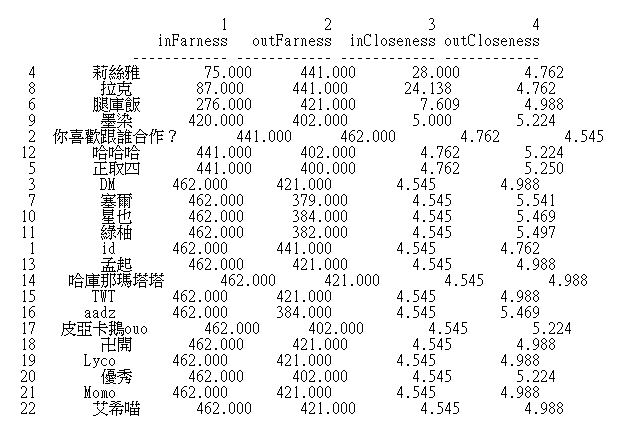 1 2 3 4
inFarness outFarness inCloseness outCloseness
------------ ------------ ------------ ------------
4 莉絲雅 75.000 441.000 28.000 4.762
8 拉克 87.000 441.000 24.138 4.762
6 腿庫飯 276.000 421.000 7.609 4.988
9 墨染 420.000 402.000 5.000 5.224
2 你喜歡跟誰合作？ 441.000 462.000 4.762 4.545
12 哈哈哈 441.000 402.000 4.762 5.224
5 正取四 441.000 400.000 4.762 5.250
3 DM 462.000 421.000 4.545 4.988
7 塞爾 462.000 379.000 4.545 5.541
10 星也 462.000 384.000 4.545 5.469
11 綠柚 462.000 382.000 4.545 5.497
1 id 462.000 441.000 4.545 4.762
13 孟起 462.000 421.000 4.545 4.988
14 哈庫那瑪塔塔 462.000 421.000 4.545 4.988
15 TWT 462.000 421.000 4.545 4.988
16 aadz 462.000 384.000 4.545 5.469
17 皮亞卡鵝ouo 462.000 402.000 4.545 5.224
18 卍開 462.000 421.000 4.545 4.988
19 Lyco 462.000 421.000 4.545 4.988
20 優秀 462.000 402.000 4.545 5.224
21 Momo 462.000 421.000 4.545 4.988
22 艾希喵 462.000 421.000 4.545 4.988